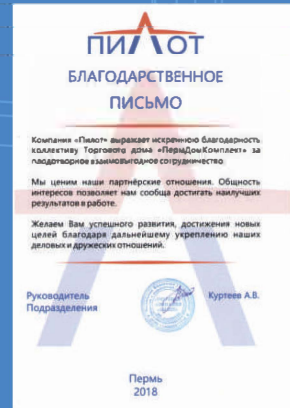 ПИЛОТ
БЛАГОДАРСТВЕННОЕ
ПИСЬМО
Компания «Пилот» выражает искреннюю благодарность
коллективу Торгового дома «ПермьДомКомплект» за
плодотворное взаимовыгодное сотрудничество.
Мы ценим наши партнёрские отношения. Общность
интересов позволяет нам сообща достигать наилучших
результатов в работе.
Желаем Вам успешного развития, достижения новых
целей благодаря дальнейшему укреплению наших
деловых и дружеских отношений.
Руководитель
Подразделения
Куртеев А.В.
Пермь
2018